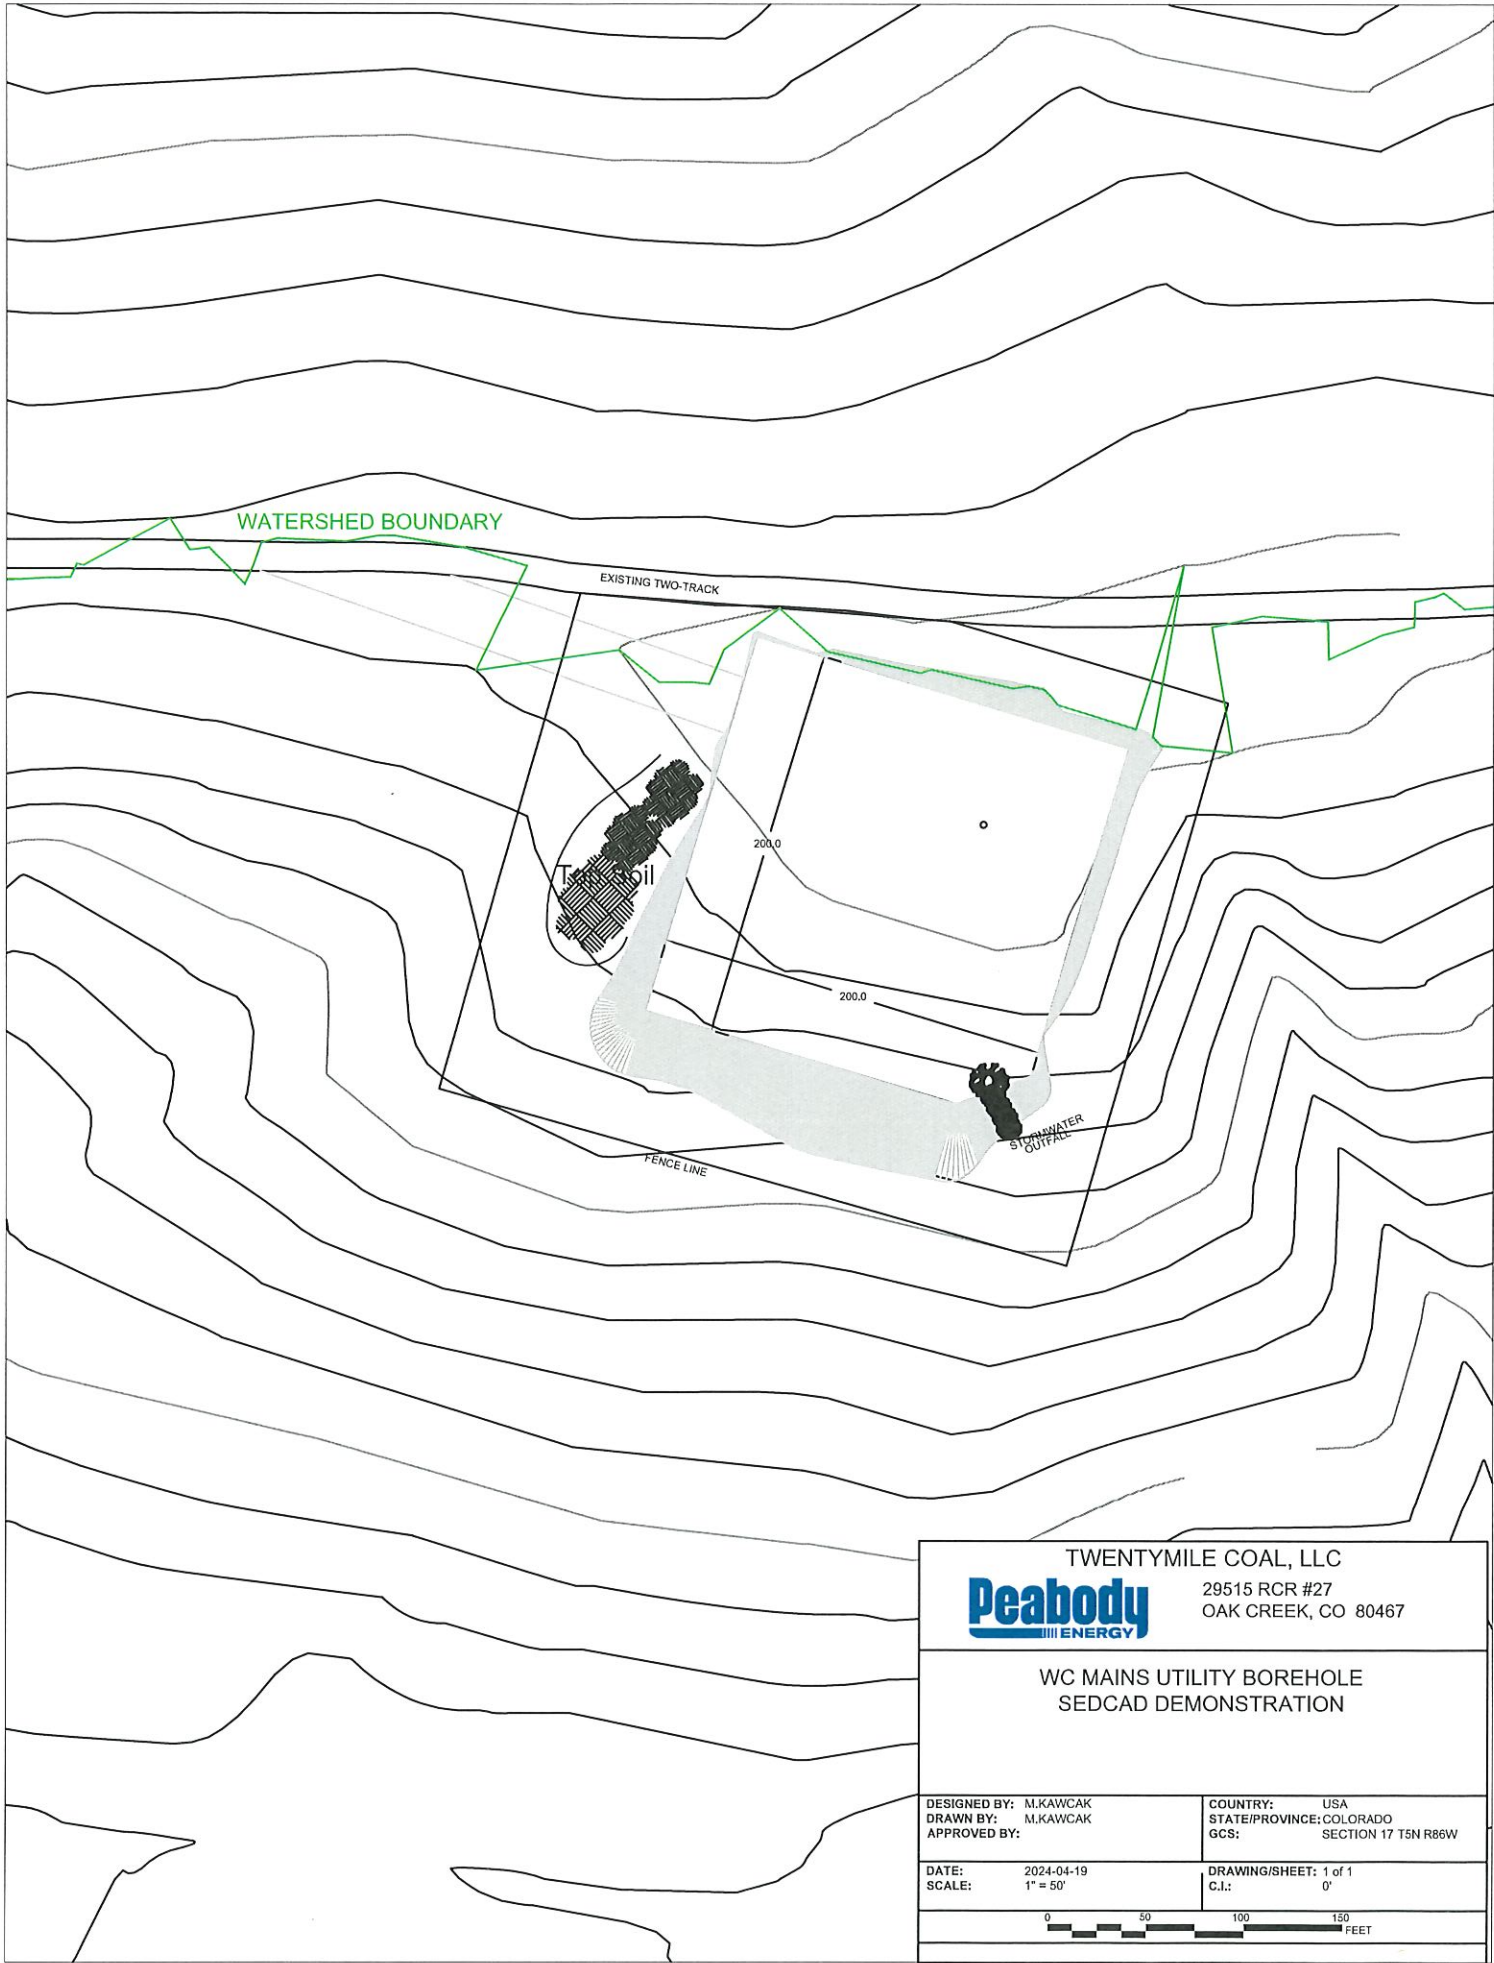 WATERSHED BOUNDARY
EXISTING TWO-TRACK
200.0
Top Soil
200.0
STORMWATER
OUTFALL
FENCE LINE
TWENTYMILE COAL, LLC
Peabody
ENERGY
29515 RCR #27
OAK CREEK, CO 80467
WC MAINS UTILITY BOREHOLE
SEDCAD DEMONSTRATION
DESIGNED BY: M.KAWCAK
DRAWN BY: M.KAWCAK
APPROVED BY:
COUNTRY: USA
STATE/PROVINCE: COLORADO
GCS: SECTION 17 T5N R86W
DATE: 2024-04-19
SCALE: 1" = 50'
DRAWING/SHEET: 1 of 1
C.I.: 0'
0 50 100 150
FEET